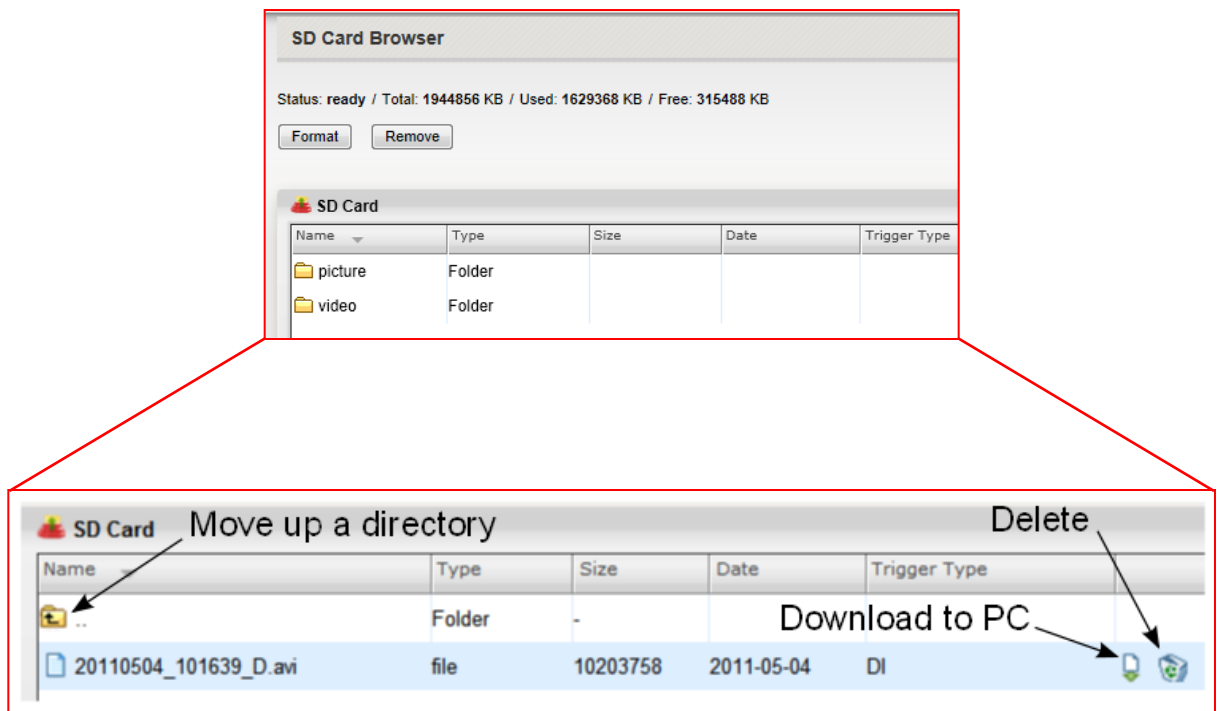 SD Card Browser
Status: ready / Total: 1944856 KB / Used: 1629368 KB / Free: 315488 KB
Format Remove
SD Card
Name Type Size Date Trigger Type
picture Folder
video Folder
SD Card Move up a directory Delete
Name Type Size Date Trigger Type
.. Folder - Download to PC
20110504_101639_D.avi file 10203758 2011-05-04 DI